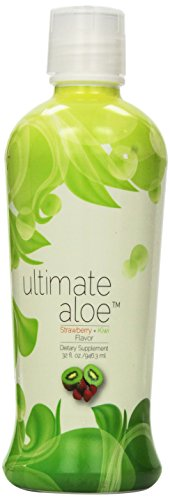 ultimate
aloe™
Strawberry + Kiwi
Flavor
Dietary Supplement
32 fl. oz./946.3 ml.